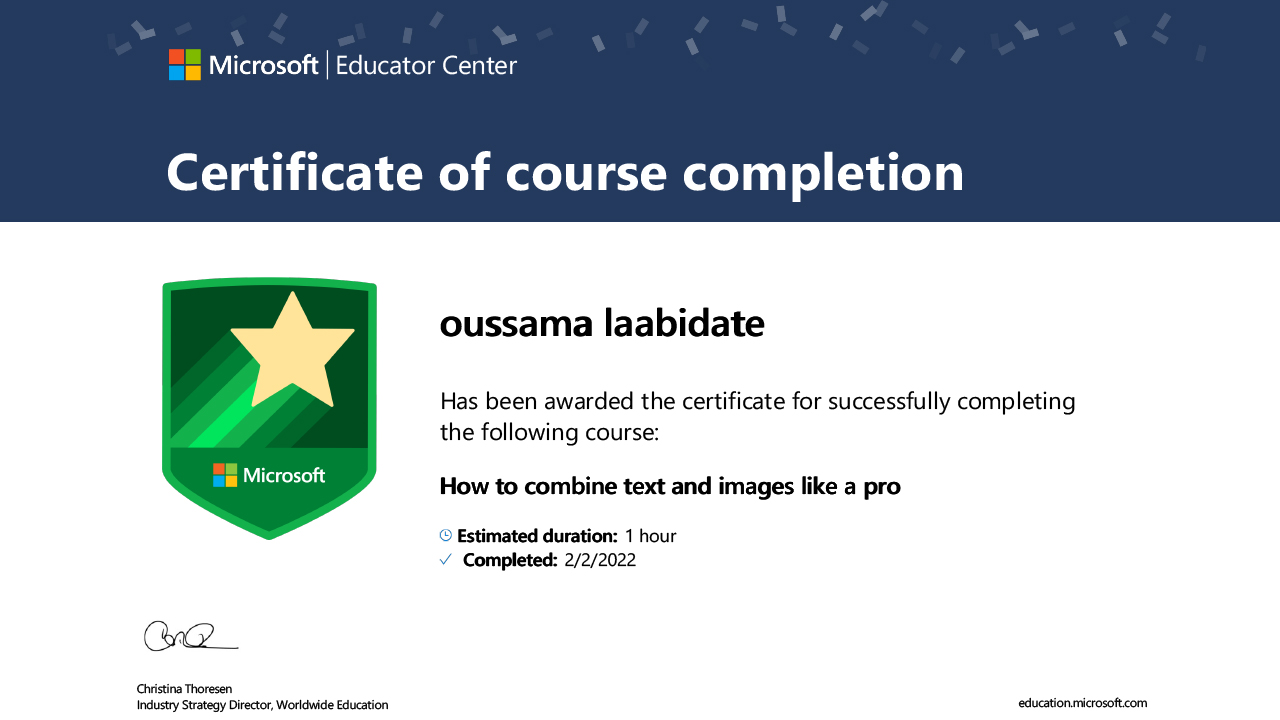 Microsoft | Educator Center
Certificate of course completion
oussama laabidate
Has been awarded the certificate for successfully completing
the following course:
Microsoft
How to combine text and images like a pro
Estimated duration: 1 hour
Completed: 2/2/2022
Christina Thoresen
Industry Strategy Director, Worldwide Education
education.microsoft.com